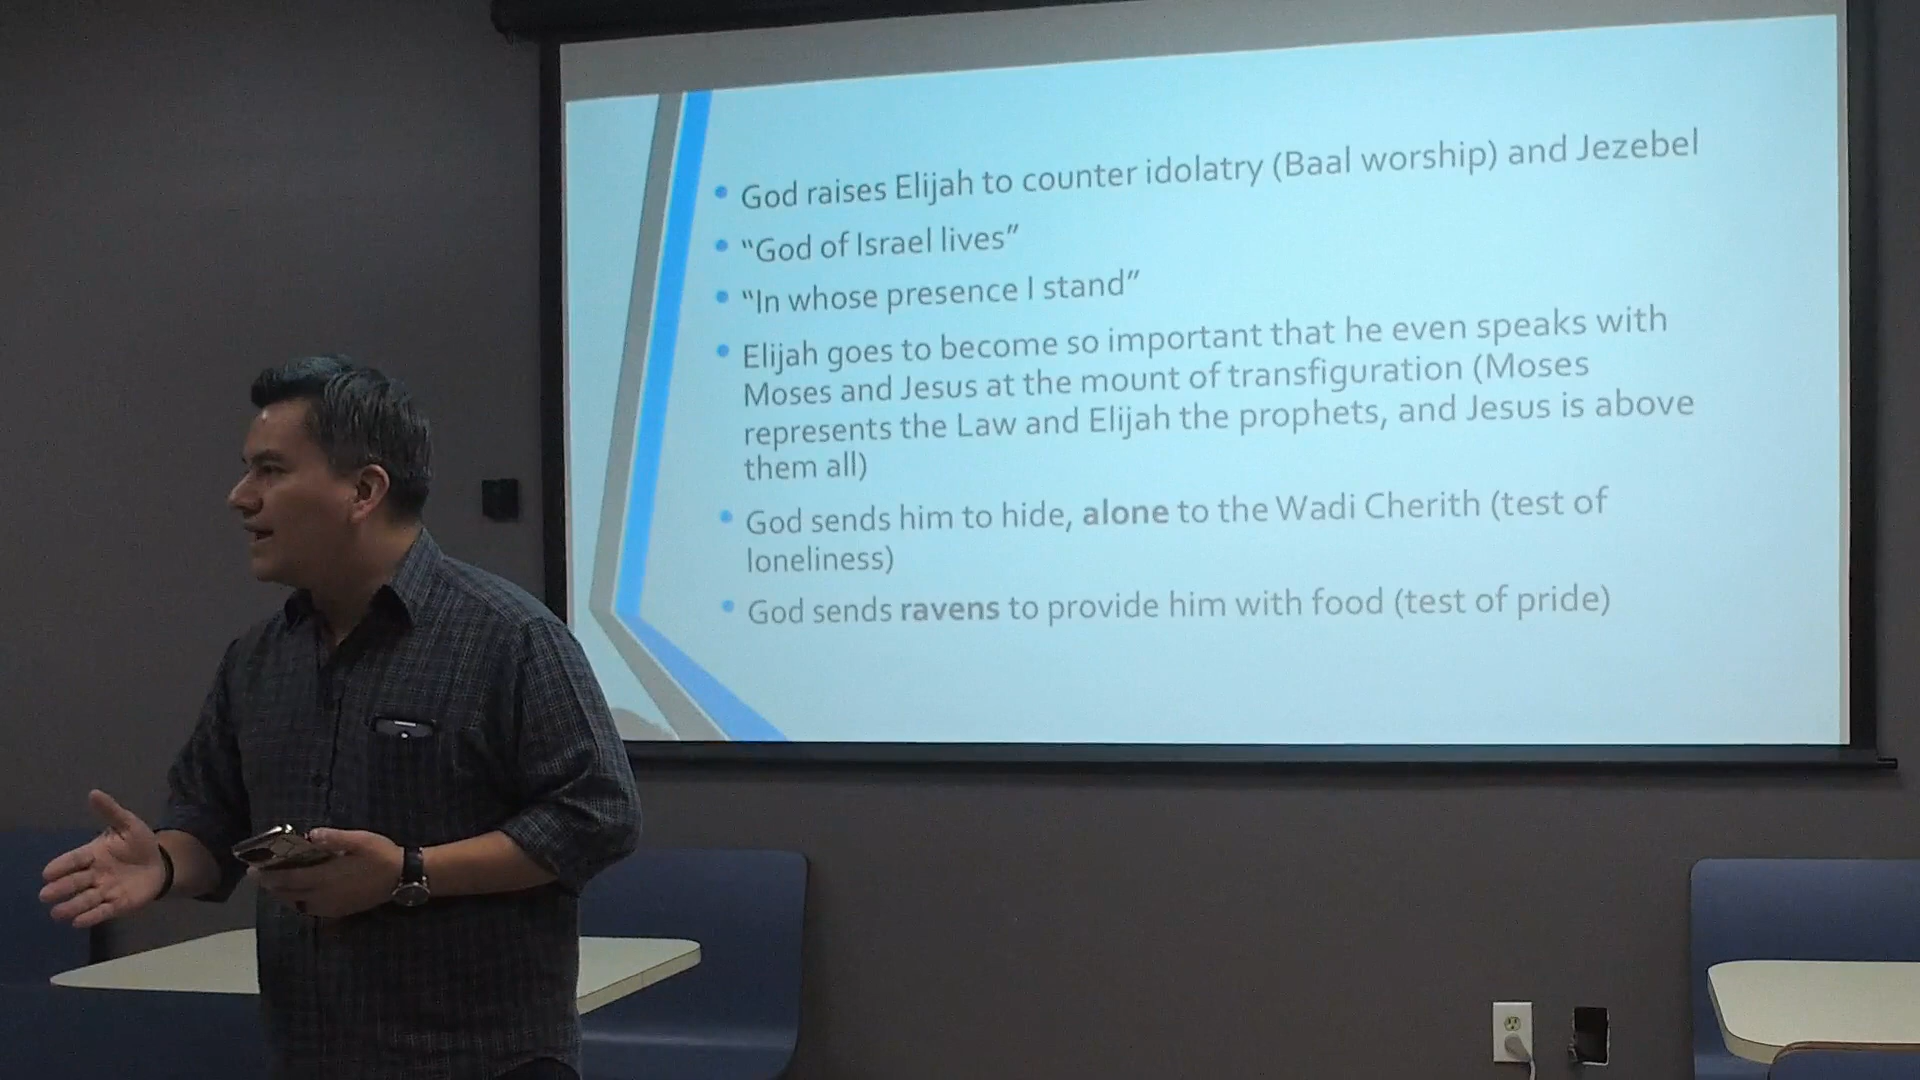 • God raises Elijah to counter idolatry (Baal worship) and Jezebel
• “God of Israel lives”
• “In whose presence I stand”
• Elijah goes to become so important that he even speaks with
Moses and Jesus at the mount of transfiguration (Moses
represents the Law and Elijah the prophets, and Jesus is above
them all)
• God sends him to hide, alone to the Wadi Cherith (test of
loneliness)
• God sends ravens to provide him with food (test of pride)